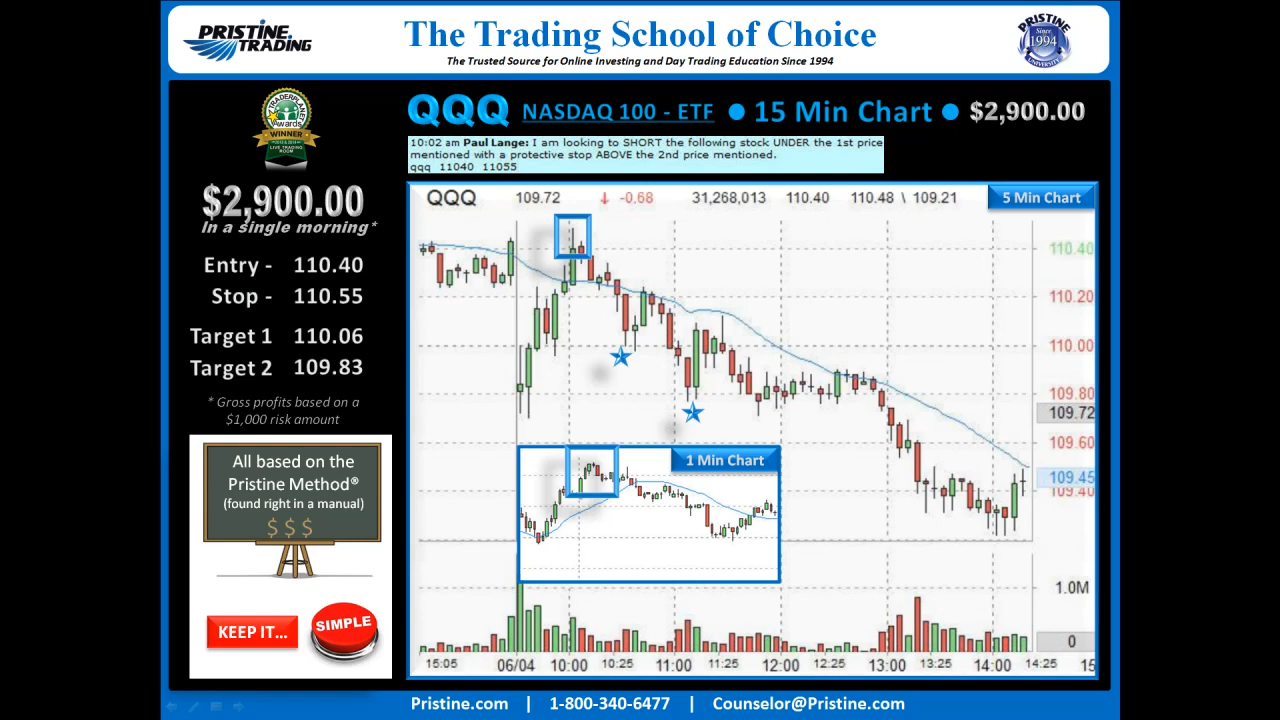 PRISTINE
TRADING
The Trading School of Choice
The Trusted Source for Online Investing and Day Trading Education Since 1994
PRISTINE
Since
1994
UNIVERSITY
TRADERPLANET
Awards
WINNER
LIVE TRADING
ROOM
QQQ NASDAQ 100 - ETF ● 15 Min Chart ● $2,900.00
10:02 am Paul Lange: I am looking to SHORT the following stock UNDER the 1st price
mentioned with a protective stop ABOVE the 2nd price mentioned.
qqq 11040 11055
$2,900.00
In a single morning*
Entry - 110.40
Stop - 110.55
Target 1 110.06
Target 2 109.83
* Gross profits based on a
$1,000 risk amount
All based on the
Pristine Method®
(found right in a manual)
$ $ $
KEEP IT...
SIMPLE
QQQ 109.72 ↓ -0.68 31,268,013 110.40 110.48 \ 109.21
5 Min Chart
110.40
110.20
110.00
109.80
109.72
109.60
109.45
109.40
1 Min Chart
1.0M
0
15:05 06/04 10:00 10:25 11:00 11:25 12:00 12:25 13:00 13:25 14:00 14:25 15
Pristine.com | 1-800-340-6477 | Counselor@Pristine.com